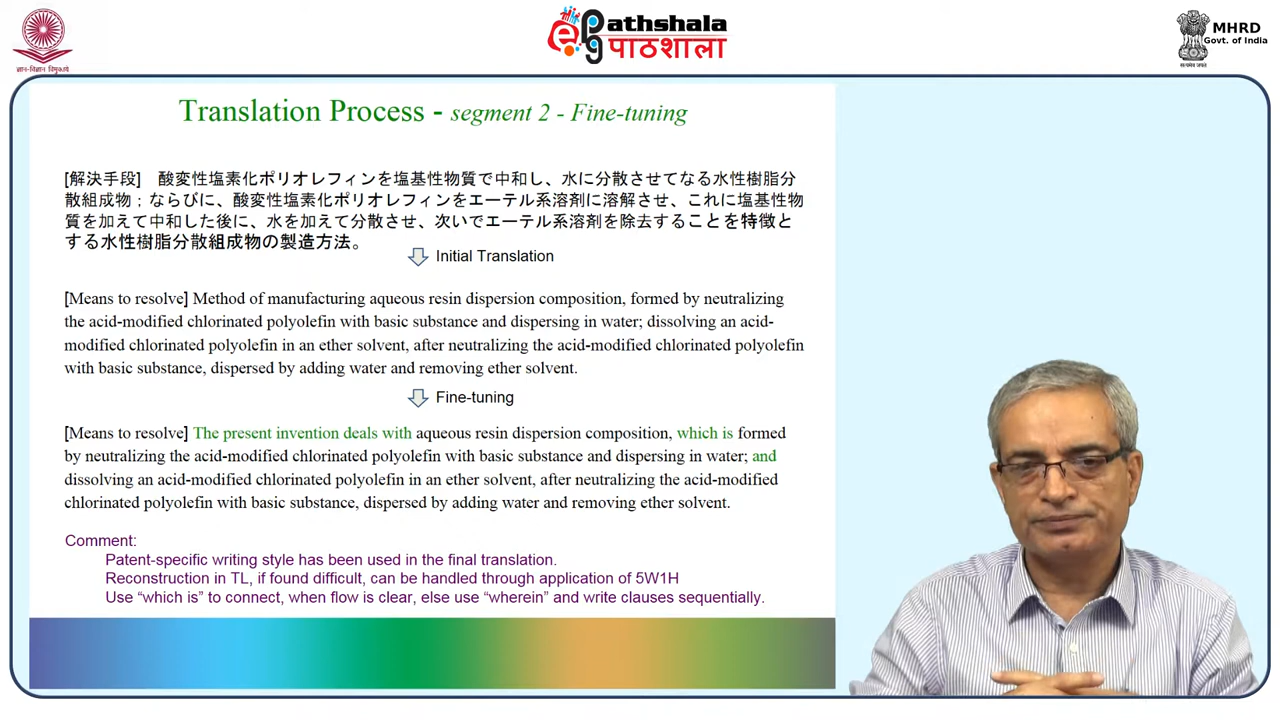 ज्ञान-विज्ञान विमुक्तये
Pathshala
पाठशाला
MHRD
Govt. of India
सत्यमेव जयते
Translation Process - segment 2 - Fine-tuning
[解決手段]　酸変性塩素化ポリオレフィンを塩基性物質で中和し、水に分散させてなる水性樹脂分
散組成物；ならびに、酸変性塩素化ポリオレフィンをエーテル系溶剤に溶解させ、これに塩基性物
質を加えて中和した後に、水を加えて分散させ、次いでエーテル系溶剤を除去することを特徴と
する水性樹脂分散組成物の製造方法。
Initial Translation
[Means to resolve] Method of manufacturing aqueous resin dispersion composition, formed by neutralizing
the acid-modified chlorinated polyolefin with basic substance and dispersing in water; dissolving an acid-
modified chlorinated polyolefin in an ether solvent, after neutralizing the acid-modified chlorinated polyolefin
with basic substance, dispersed by adding water and removing ether solvent.
Fine-tuning
[Means to resolve] The present invention deals with aqueous resin dispersion composition, which is formed
by neutralizing the acid-modified chlorinated polyolefin with basic substance and dispersing in water; and
dissolving an acid-modified chlorinated polyolefin in an ether solvent, after neutralizing the acid-modified
chlorinated polyolefin with basic substance, dispersed by adding water and removing ether solvent.
Comment:
Patent-specific writing style has been used in the final translation.
Reconstruction in TL, if found difficult, can be handled through application of 5W1H
Use “which is” to connect, when flow is clear, else use “wherein” and write clauses sequentially.